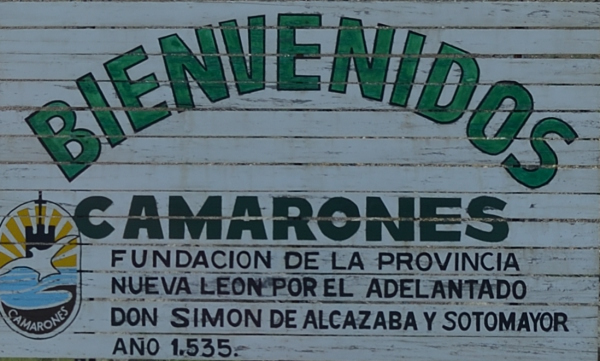 BIENVENIDOS
CAMARONES
FUNDACION DE LA PROVINCIA
NUEVA LEON POR EL ADELANTADO
DON SIMON DE ALCAZABA Y SOTOMAYOR
AÑO 1.535.
CAMARONES